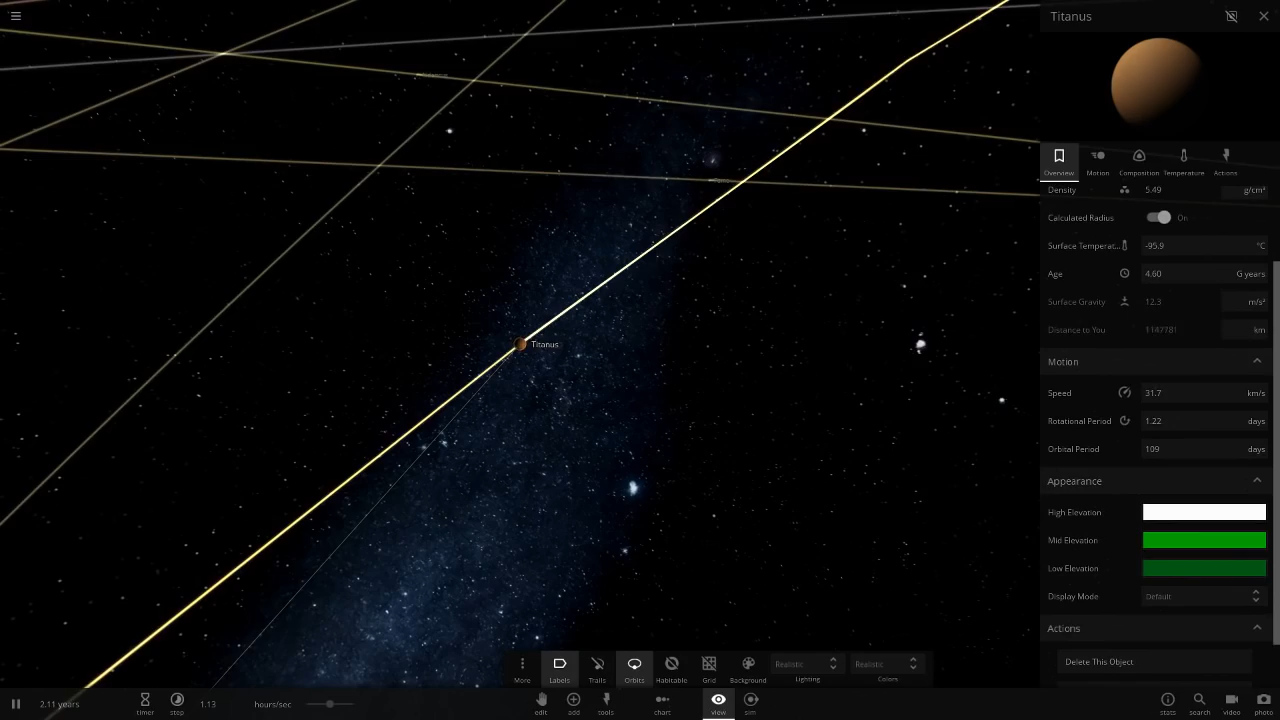 Titanus
Overview Motion Composition Temperature Actions
Density 5.49 g/cm³
Calculated Radius On
Surface Temperat... -95.9 °C
Age 4.60 G years
Surface Gravity 12.3 m/s²
Distance to You 1147781 km
Motion
Speed 31.7 km/s
Rotational Period 1.22 days
Orbital Period 109 days
Appearance
High Elevation
Mid Elevation
Low Elevation
Display Mode Default
Actions
Delete This Object
Titanus
More Labels Trails Orbits Habitable Grid Background Realistic Lighting Realistic Colors
2.11 years timer step 1.13 hours/sec edit add tools chart view sim stats search video photo